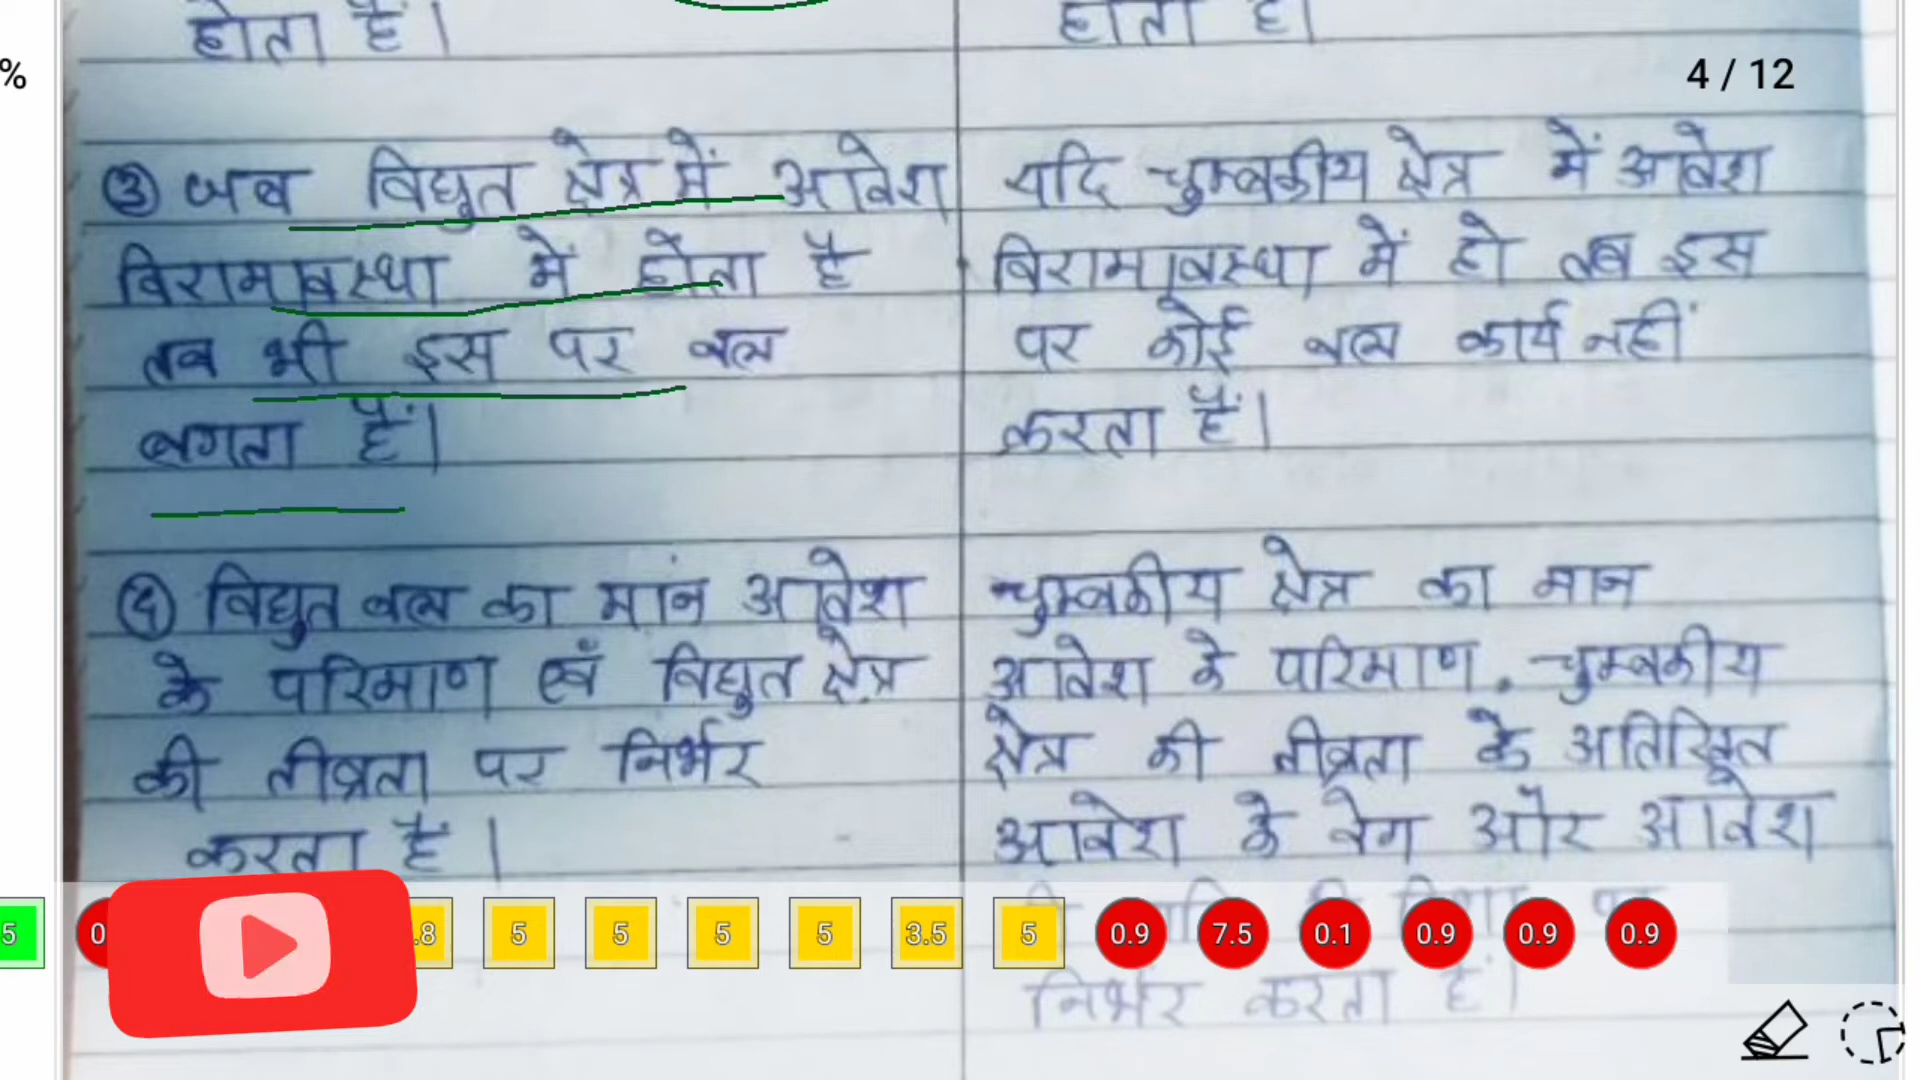 होता हैं।
होता है।
%
4 / 12
③ जब विद्युत क्षेत्र में आवेश
विरामावस्था में होता है
तब भी इस पर बल
लगता हैं।
यदि चुम्बकीय क्षेत्र में आवेश
विरामावस्था में हो तब इस
पर कोई बल कार्य नहीं
करता हैं।
④ विद्युत बल का मान आवेश
के परिमाण एवं विद्युत क्षेत्र
की तीव्रता पर निर्भर
करता हैं।
चुम्बकीय क्षेत्र का मान
आवेश के परिमाण. चुम्बकीय
क्षेत्र की तीव्रता के अतिरिक्त
आवेश के वेग और आवेश
पर
निर्भर करता हैं।
5 0 .8 5 5 5 5 3.5 5 0.9 7.5 0.1 0.9 0.9 0.9